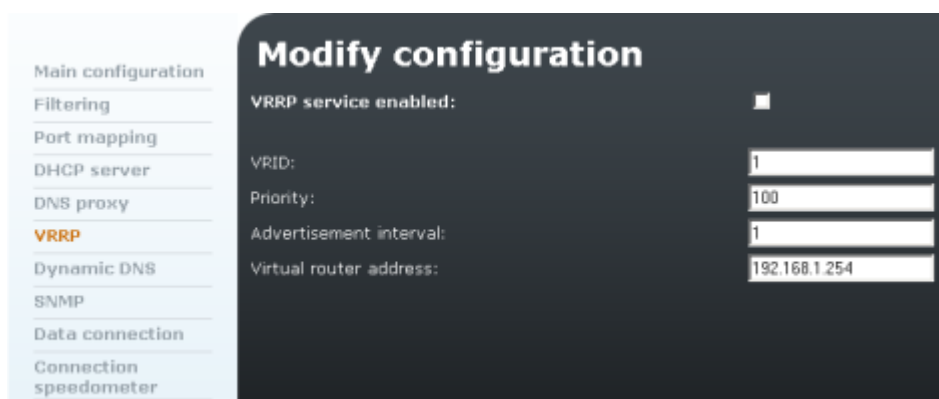 Modify configuration
Main configuration
Filtering
Port mapping
DHCP server
DNS proxy
VRRP
Dynamic DNS
SNMP
Data connection
Connection
speedometer
VRRP service enabled:
VRID: 1
Priority: 100
Advertisement interval: 1
Virtual router address: 192.168.1.254